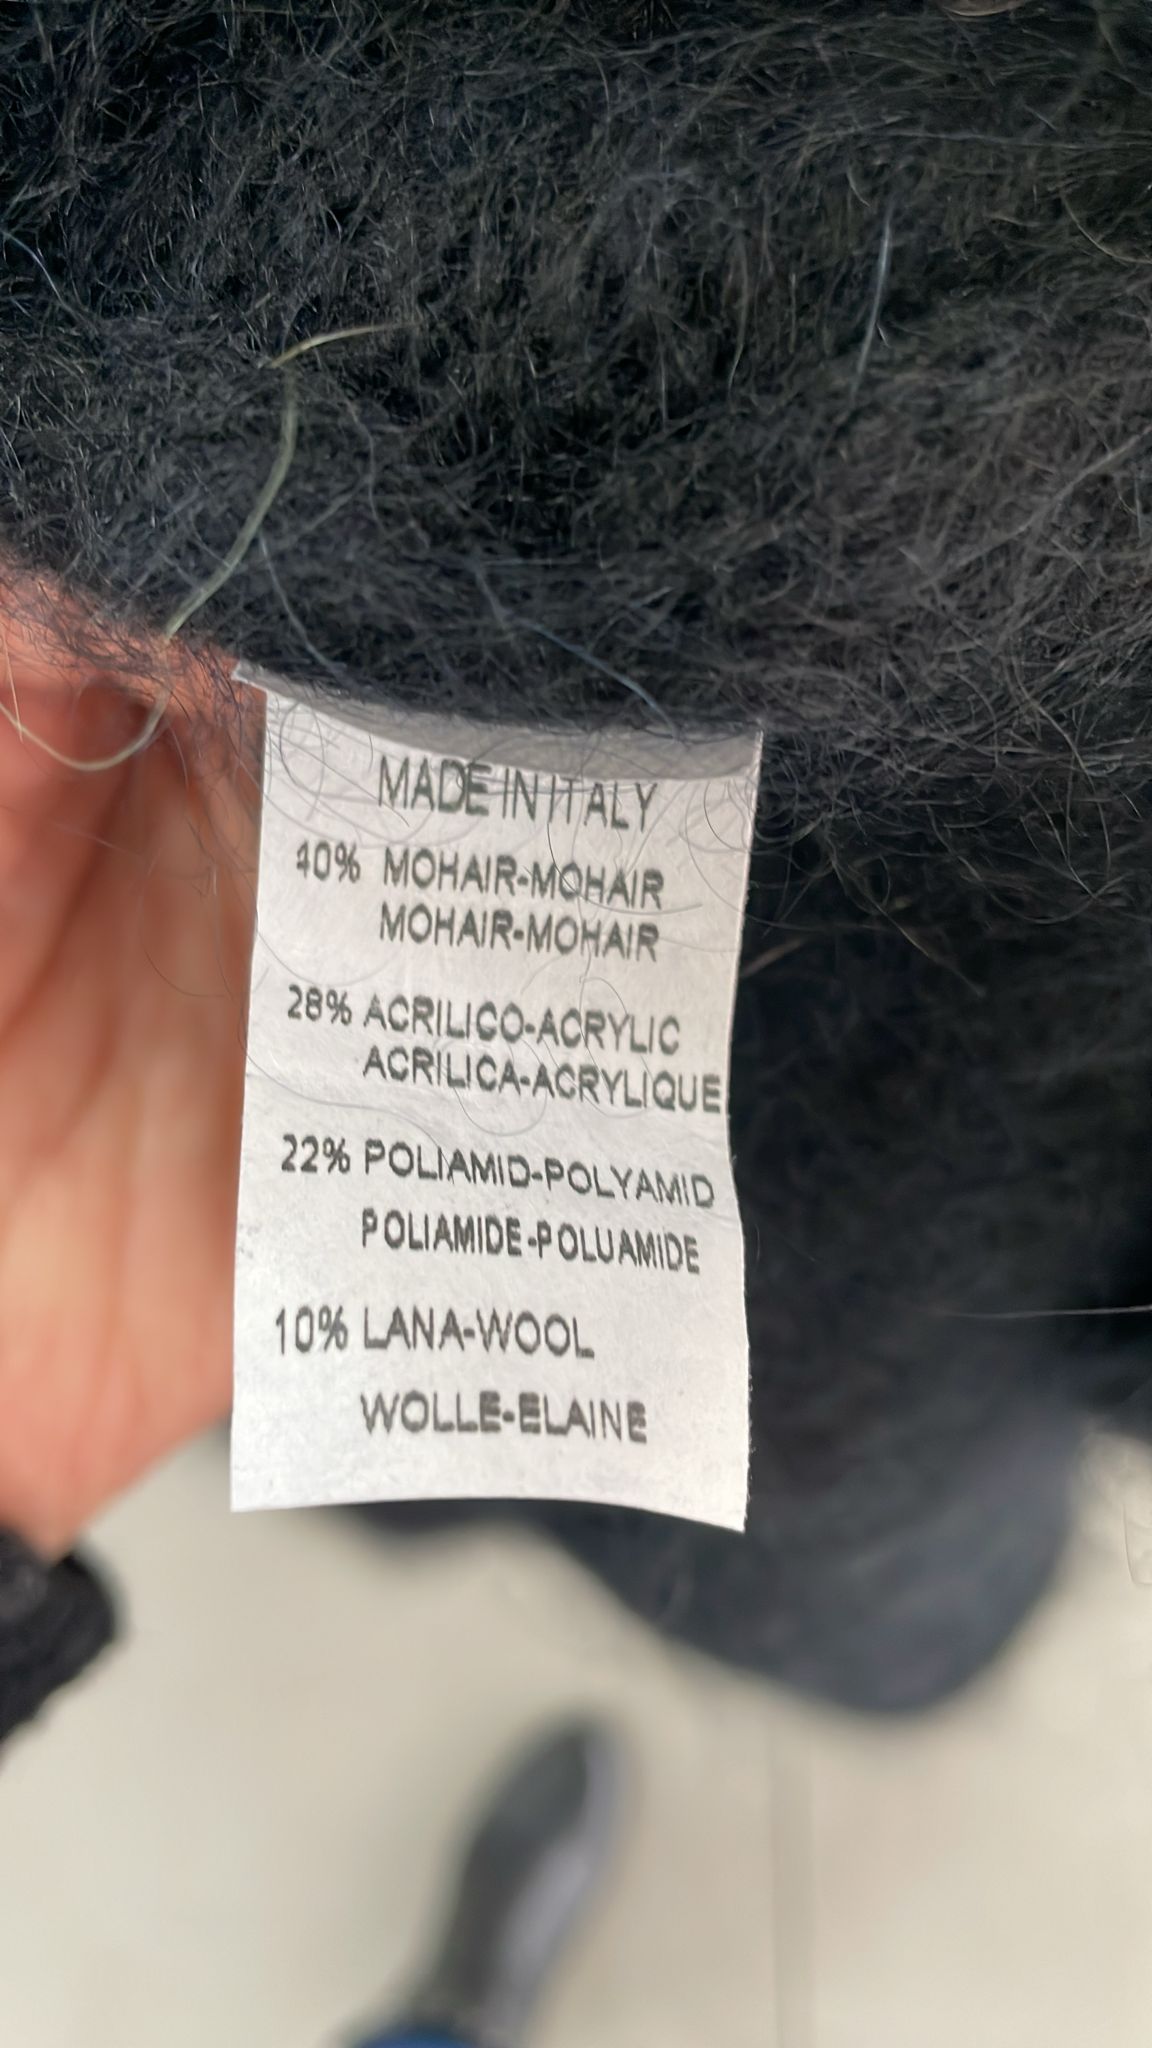 MADE IN ITALY
40% MOHAIR-MOHAIR
MOHAIR-MOHAIR
28% ACRILICO-ACRYLIC
ACRILICA-ACRYLIQUE
22% POLIAMID-POLYAMID
POLIAMIDE-POLUAMIDE
10% LANA-WOOL
WOLLE-ELAINE